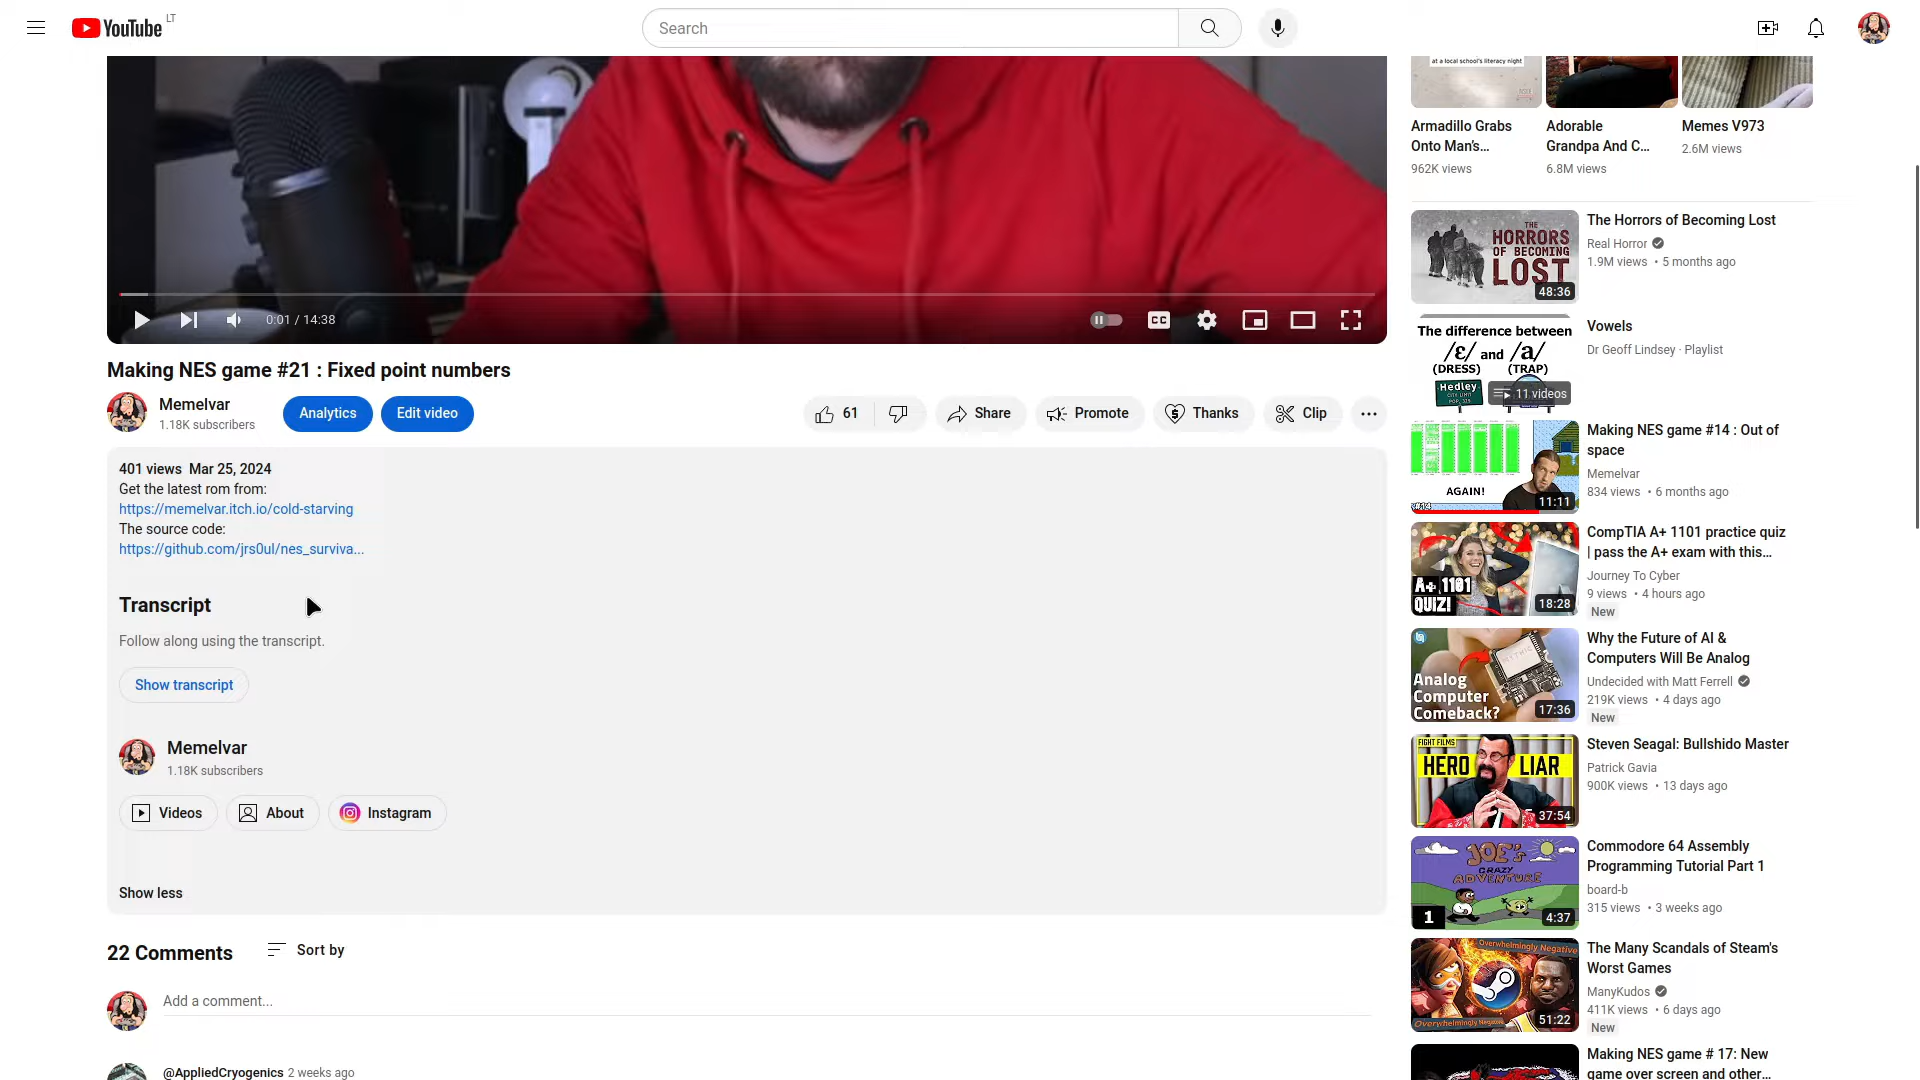 YouTube LT
Search
at a local school's literacy night
Armadillo Grabs
Onto Man's...
962K views
Adorable
Grandpa And C...
6.8M views
Memes V973
2.6M views
0:01 / 14:38
CC
Making NES game #21 : Fixed point numbers
Memelvar
1.18K subscribers
Analytics
Edit video
61
Share
Promote
Thanks
Clip
401 views Mar 25, 2024
Get the latest rom from:
https://memelvar.itch.io/cold-starving
The source code:
https://github.com/jrs0ul/nes_surviva...
Transcript
Follow along using the transcript.
Show transcript
Memelvar
1.18K subscribers
Videos
About
Instagram
Show less
22 Comments
Sort by
Add a comment...
@AppliedCryogenics 2 weeks ago
THE
HORRORS
OF BECOMING
LOST
48:36
The Horrors of Becoming Lost
Real Horror
1.9M views • 5 months ago
The difference between
/ɛ/ and /a/
(DRESS) (TRAP)
Hedley
11 videos
Vowels
Dr Geoff Lindsey · Playlist
AGAIN!
#14
11:11
Making NES game #14 : Out of
space
Memelvar
834 views • 6 months ago
A+ 1101
QUIZ!
18:28
CompTIA A+ 1101 practice quiz
| pass the A+ exam with this...
Journey To Cyber
9 views • 4 hours ago
New
MYTHIC
Analog
Computer
Comeback?
17:36
Why the Future of AI &
Computers Will Be Analog
Undecided with Matt Ferrell
219K views • 4 days ago
New
FIGHT FILMS
HERO LIAR
37:54
Steven Seagal: Bullshido Master
Patrick Gavia
900K views • 13 days ago
JOE'S
CRAZY
ADVENTURE
1
4:37
Commodore 64 Assembly
Programming Tutorial Part 1
board-b
315 views • 3 weeks ago
Overwhelmingly Negative
Overwhelmingly Negative
51:22
The Many Scandals of Steam's
Worst Games
ManyKudos
411K views • 6 days ago
New
Making NES game # 17: New
game over screen and other...